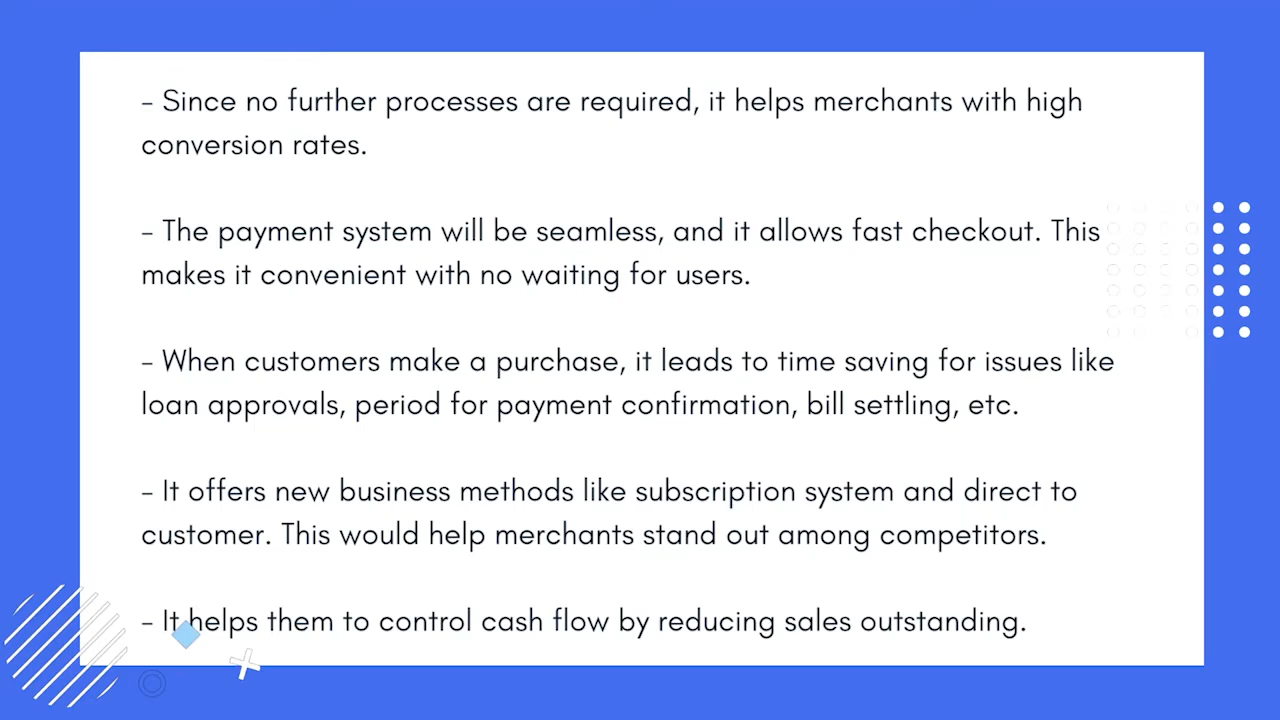 - Since no further processes are required, it helps merchants with high
conversion rates.
- The payment system will be seamless, and it allows fast checkout. This
makes it convenient with no waiting for users.
- When customers make a purchase, it leads to time saving for issues like
loan approvals, period for payment confirmation, bill settling, etc.
- It offers new business methods like subscription system and direct to
customer. This would help merchants stand out among competitors.
- It helps them to control cash flow by reducing sales outstanding.